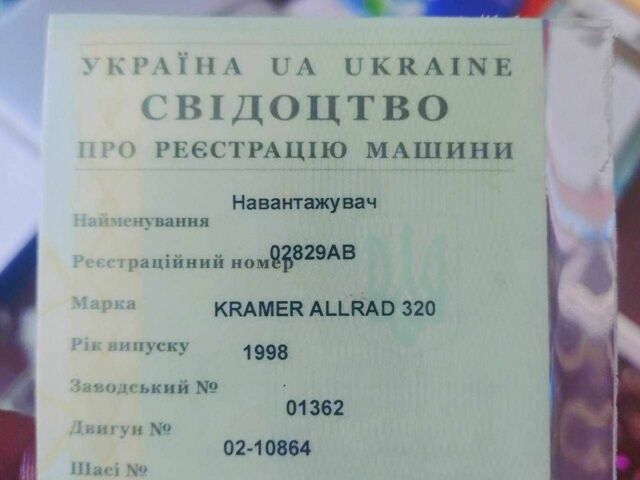 УКРАЇНА UA UKRAINE
СВІДОЦТВО
ПРО РЕЄСТРАЦІЮ МАШИНИ
Навантажувач
Найменування
02829АВ
Реєстраційний номер
Марка KRAMER ALLRAD 320
Рік випуску 1998
Заводський №
01362
Двигун №
02-10864
Шасі №